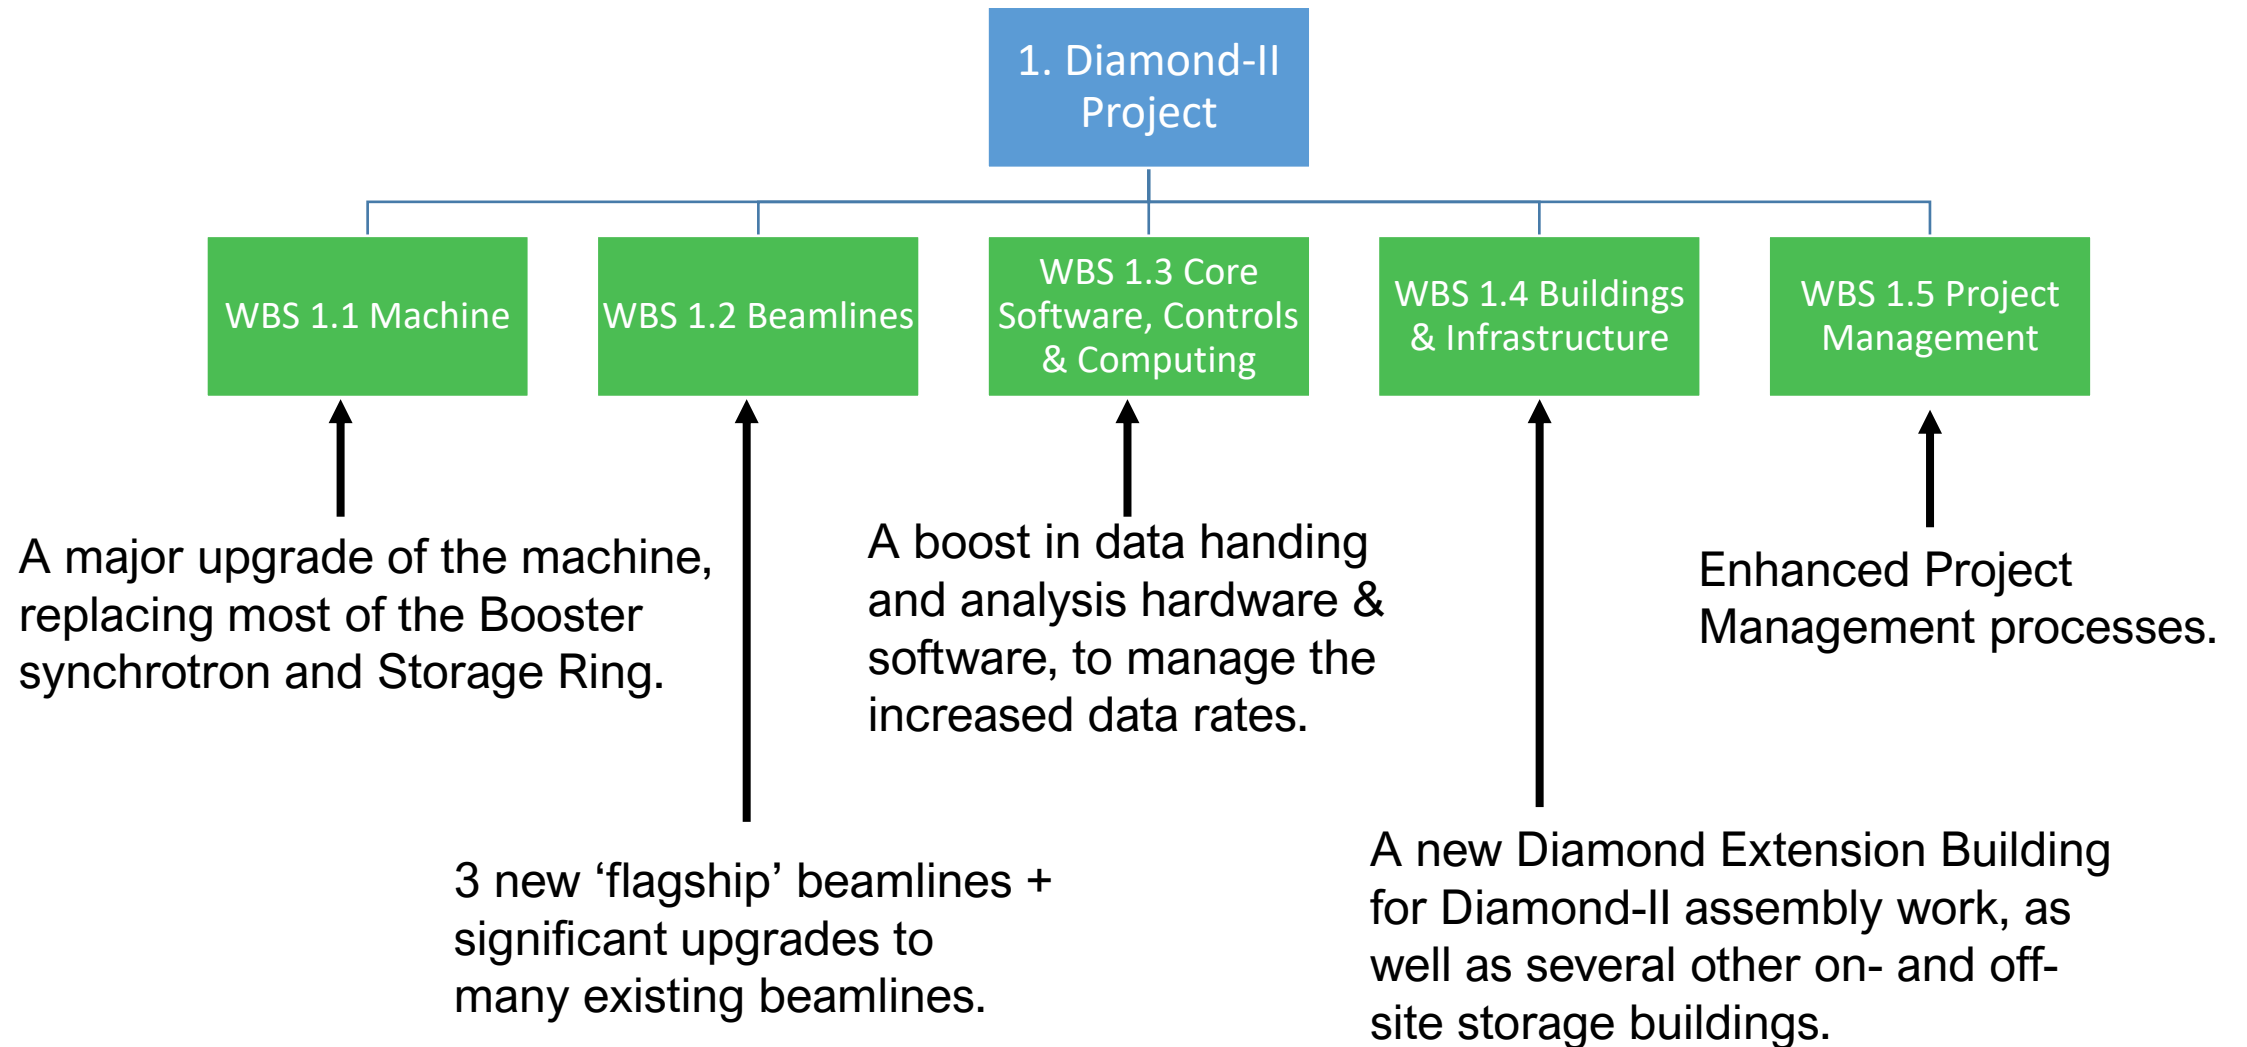 1. Diamond-II
Project
WBS 1.1 Machine
WBS 1.2 Beamlines
WBS 1.3 Core
Software, Controls
& Computing
WBS 1.4 Buildings
& Infrastructure
WBS 1.5 Project
Management
A major upgrade of the machine,
replacing most of the Booster
synchrotron and Storage Ring.
3 new ‘flagship’ beamlines +
significant upgrades to
many existing beamlines.
A boost in data handing
and analysis hardware &
software, to manage the
increased data rates.
A new Diamond Extension Building
for Diamond-II assembly work, as
well as several other on- and off-
site storage buildings.
Enhanced Project
Management processes.